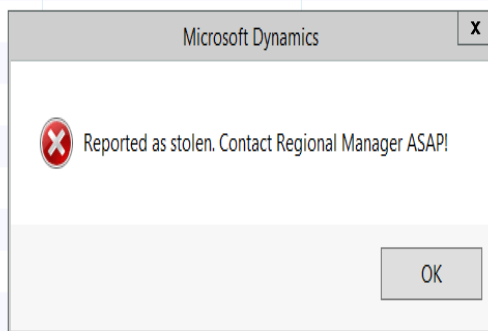 Microsoft Dynamics
x
Reported as stolen. Contact Regional Manager ASAP!
OK